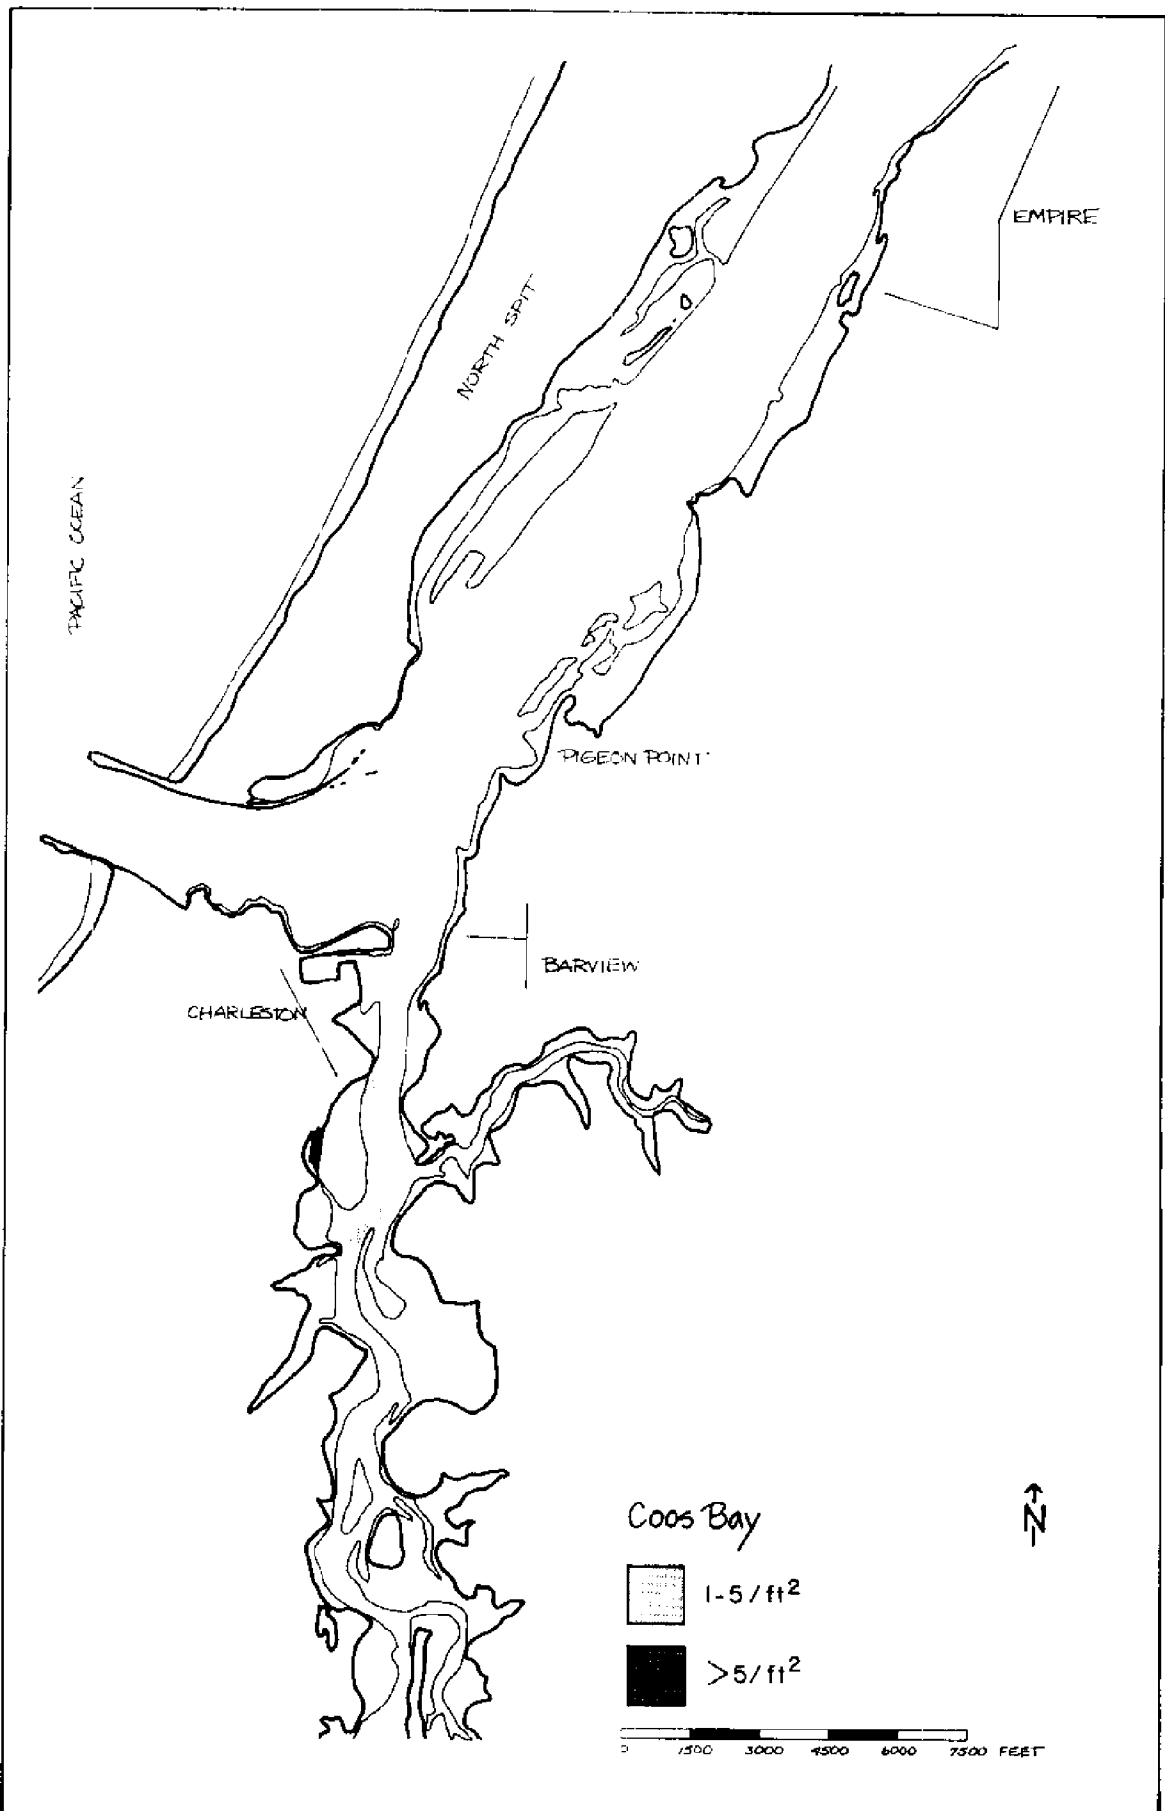 EMPIRE
NORTH SPIT
PACIFIC OCEAN
PIGEON POINT
BARVIEW
CHARLESTON
Coos Bay
N
1-5/ft²
>5/ft²
0 1500 3000 4500 6000 7500 FEET